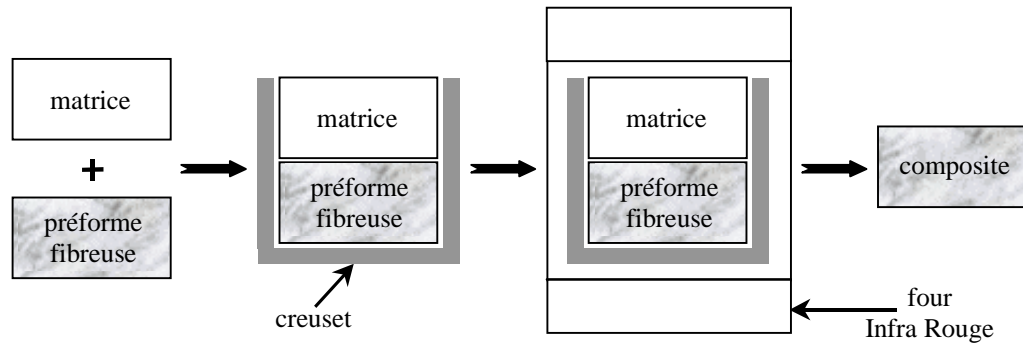 matrice
+
préforme
fibreuse
matrice
préforme
fibreuse
creuset
matrice
préforme
fibreuse
four
Infra Rouge
composite